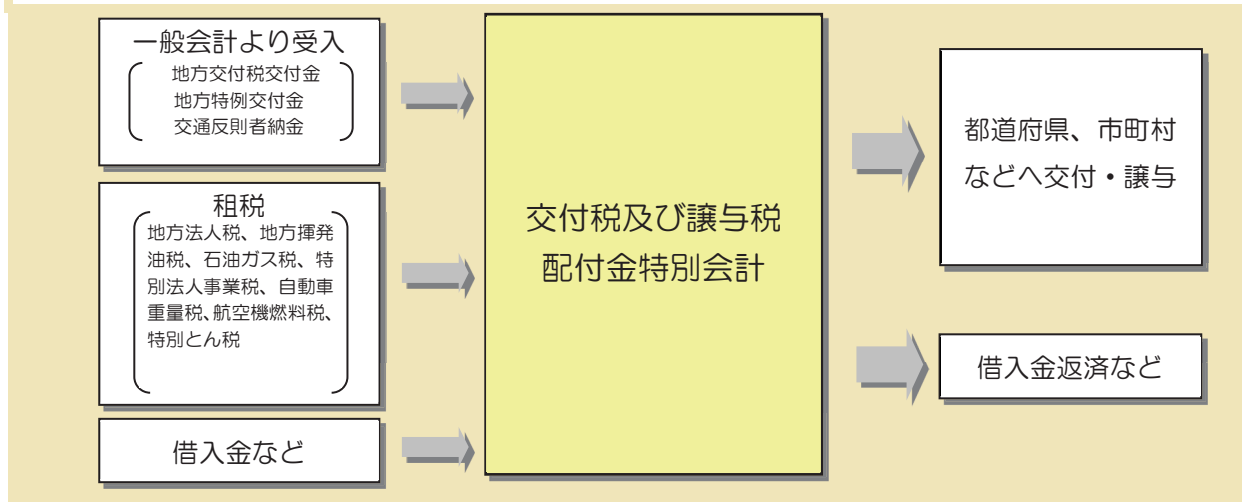 一般会計より受入
地方交付税交付金
地方特例交付金
交通反則者納金
租税
地方法人税、地方揮発
油税、石油ガス税、特
別法人事業税、自動車
重量税、航空機燃料税、
特別とん税
借入金など
交付税及び譲与税
配付金特別会計
都道府県、市町村
などへ交付・譲与
借入金返済など